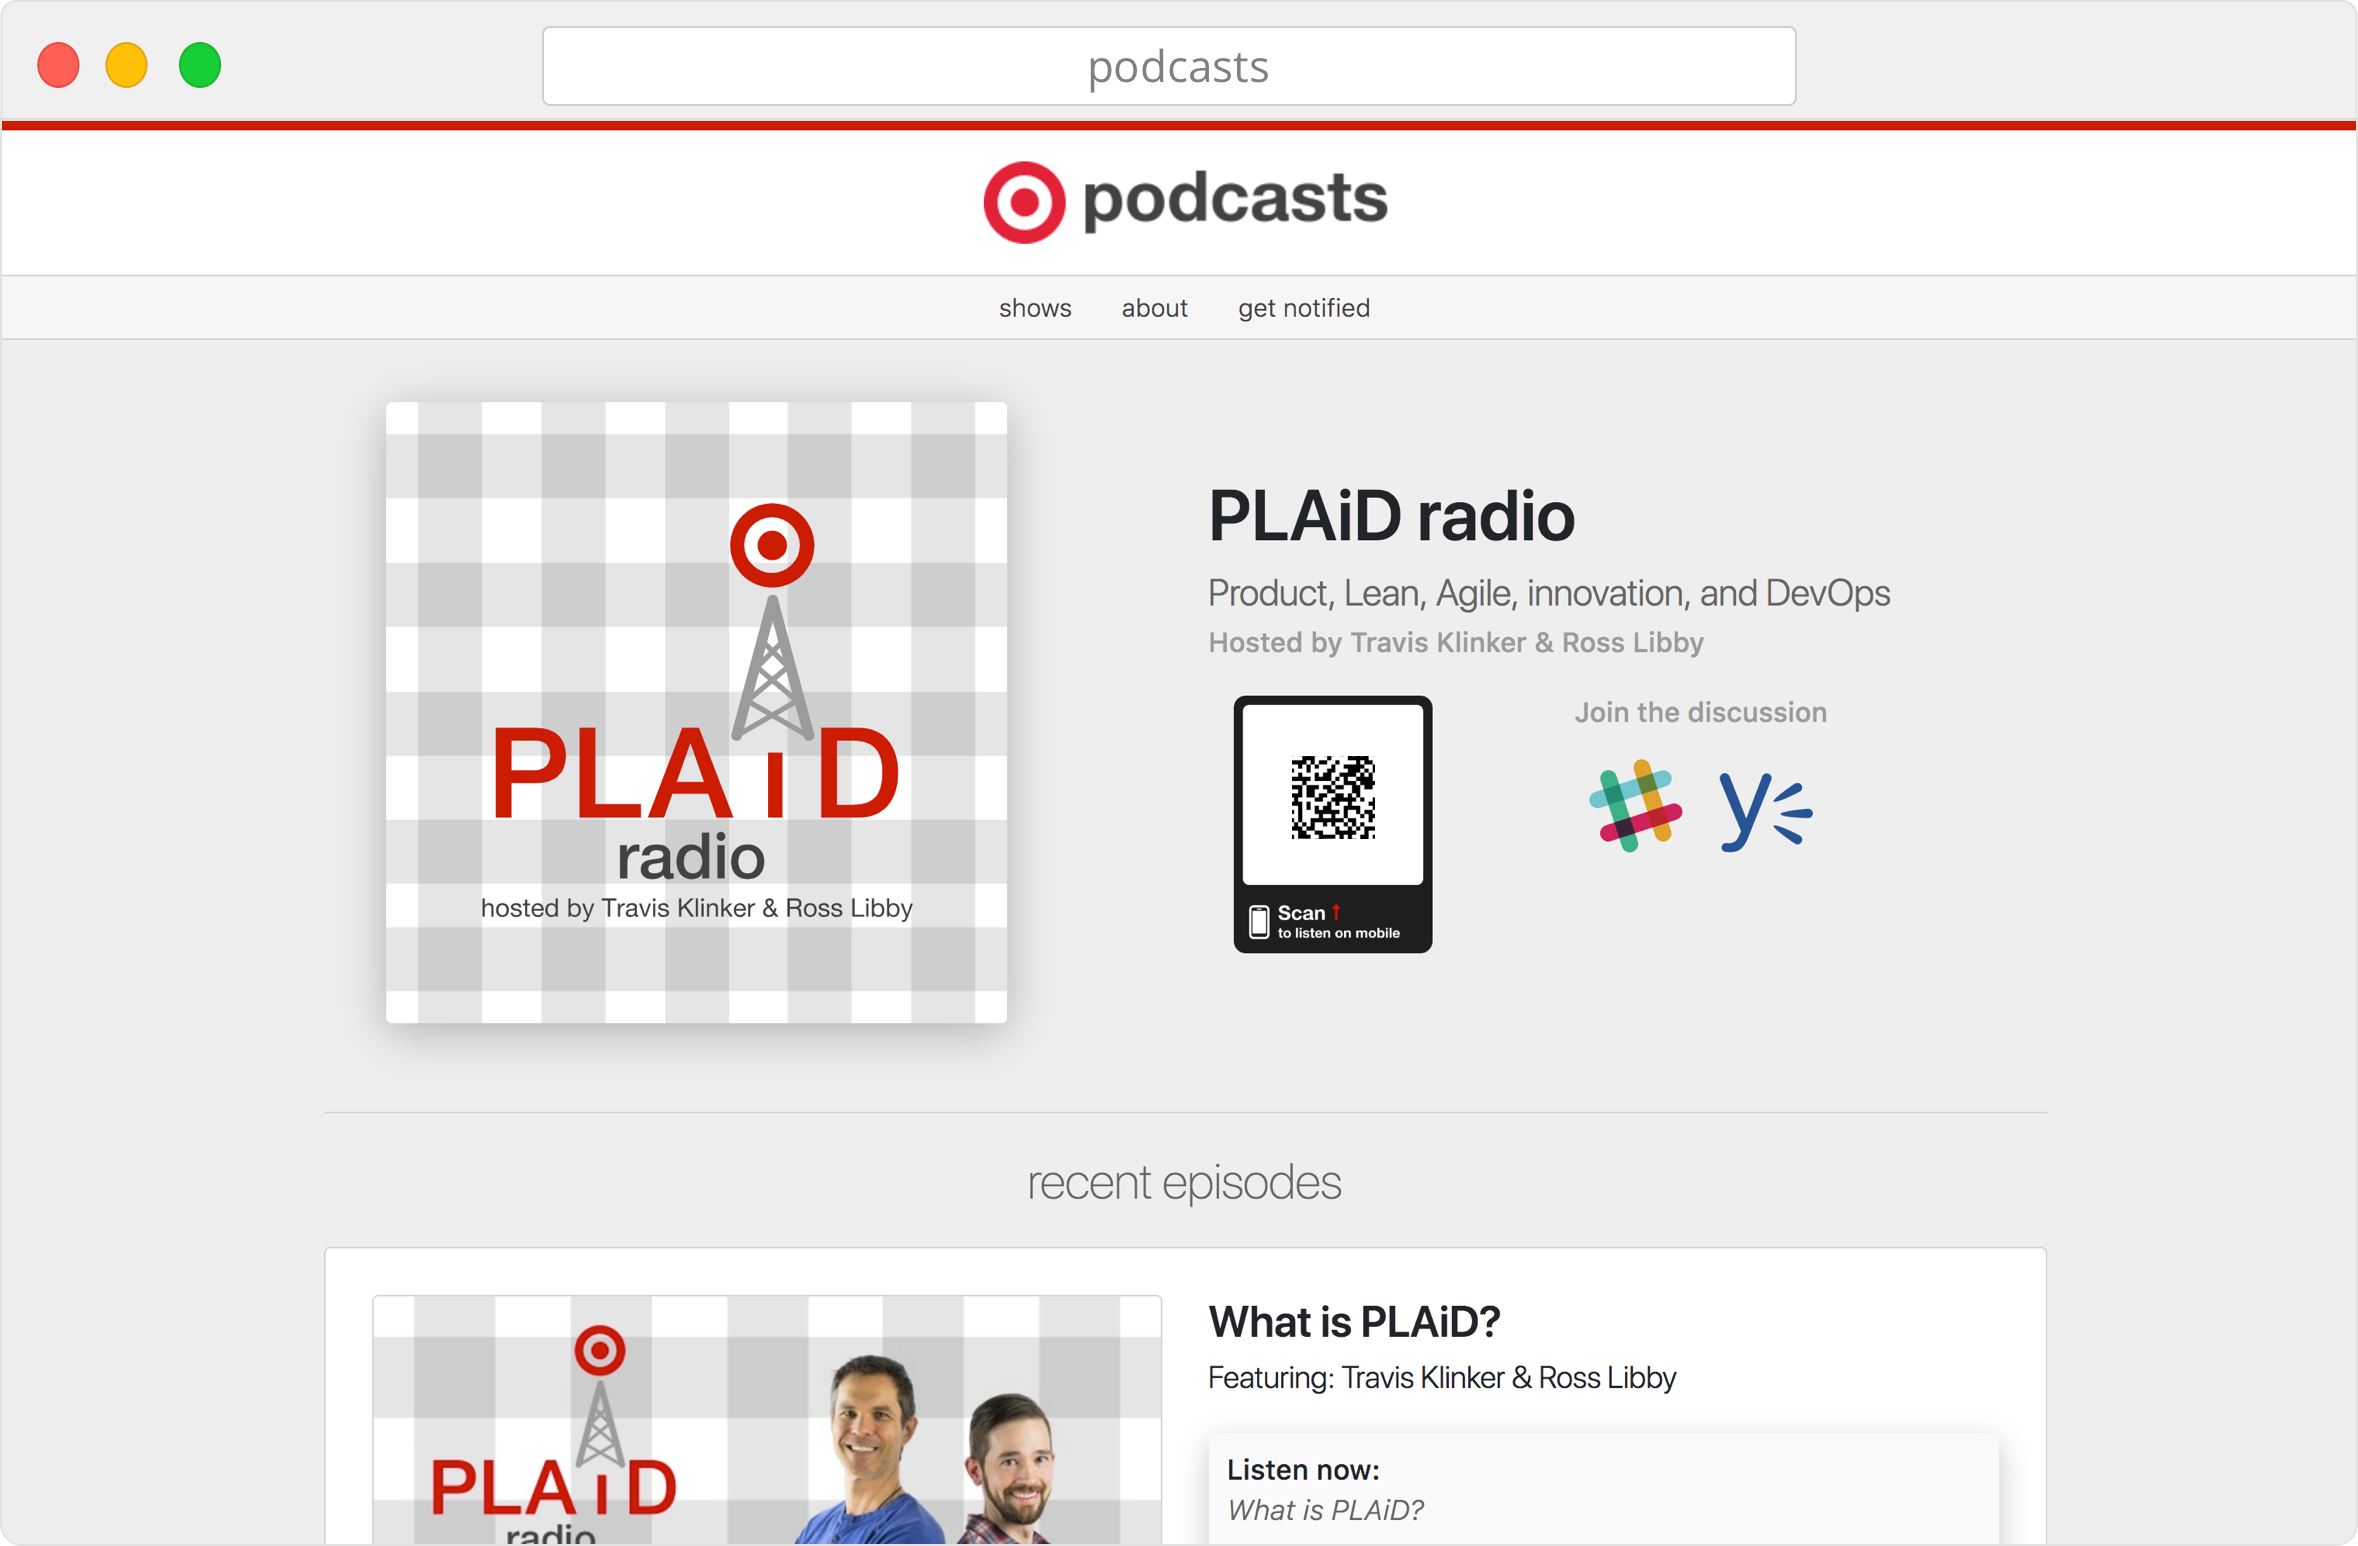 podcasts
podcasts
shows about get notified
PLAiD
radio
hosted by Travis Klinker & Ross Libby
PLAiD radio
Product, Lean, Agile, innovation, and DevOps
Hosted by Travis Klinker & Ross Libby
Join the discussion
Scan ↑
to listen on mobile
recent episodes
PLAiD
radio
What is PLAiD?
Featuring: Travis Klinker & Ross Libby
Listen now:
What is PLAiD?